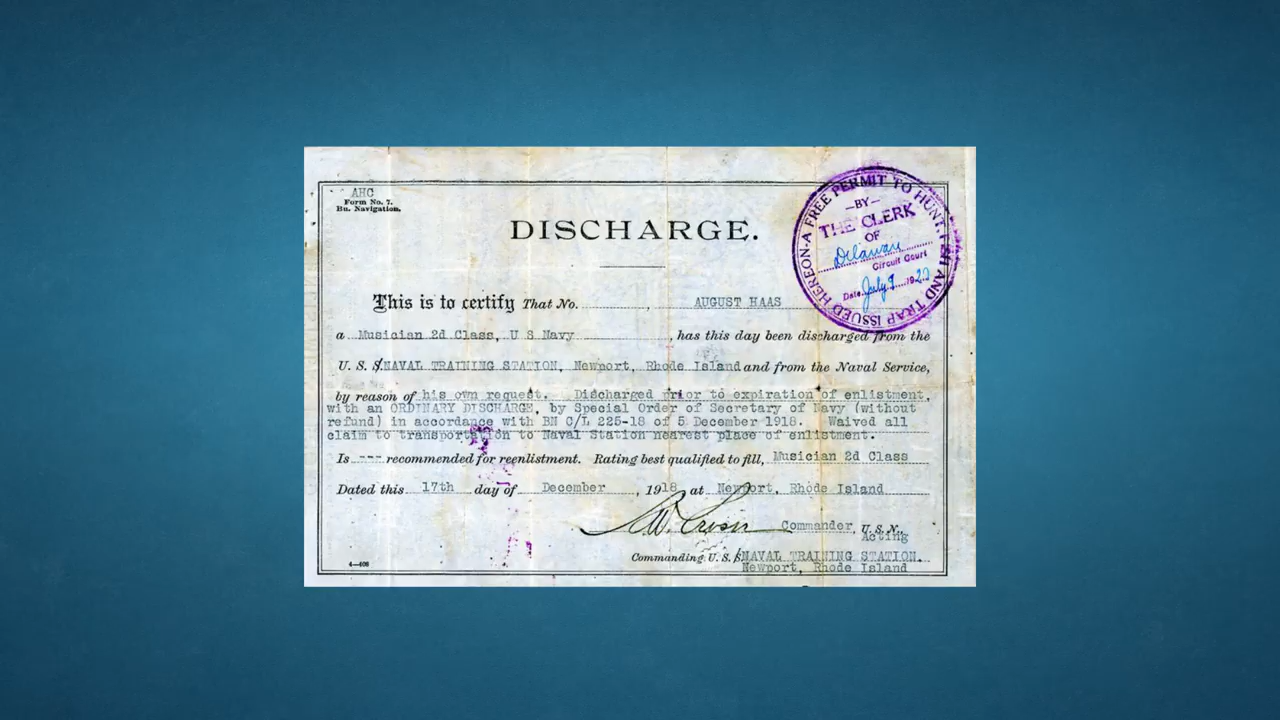 AHC
Form No. 7.
Bu. Navigation.
DISCHARGE.
A FREE PERMIT TO HUNT, FISH AND TRAP ISSUED HEREON
—BY—
THE CLERK
OF
Delaware
Circuit Court
Date July 9 192
This is to certify That No. , AUGUST HAAS
a Musician 2d Class, U S Navy , has this day been discharged from the
U. S. S. NAVAL TRAINING STATION, Newport, Rhode Island and from the Naval Service,
by reason of his own request. Discharged prior to expiration of enlistment,
with an ORDINARY DISCHARGE, by Special Order of Secretary of Navy (without
refund) in accordance with BN C/L 225-18 of 5 December 1918. Waived all
claim to transportation to Naval Station nearest place of enlistment.
Is --- recommended for reenlistment. Rating best qualified to fill, Musician 2d Class
Dated this 17th day of December , 1918 at Newport, Rhode Island
Commander, U. S. N.,
Acting
Commanding U. S. S. NAVAL TRAINING STATION.
Newport, Rhode Island
4—408